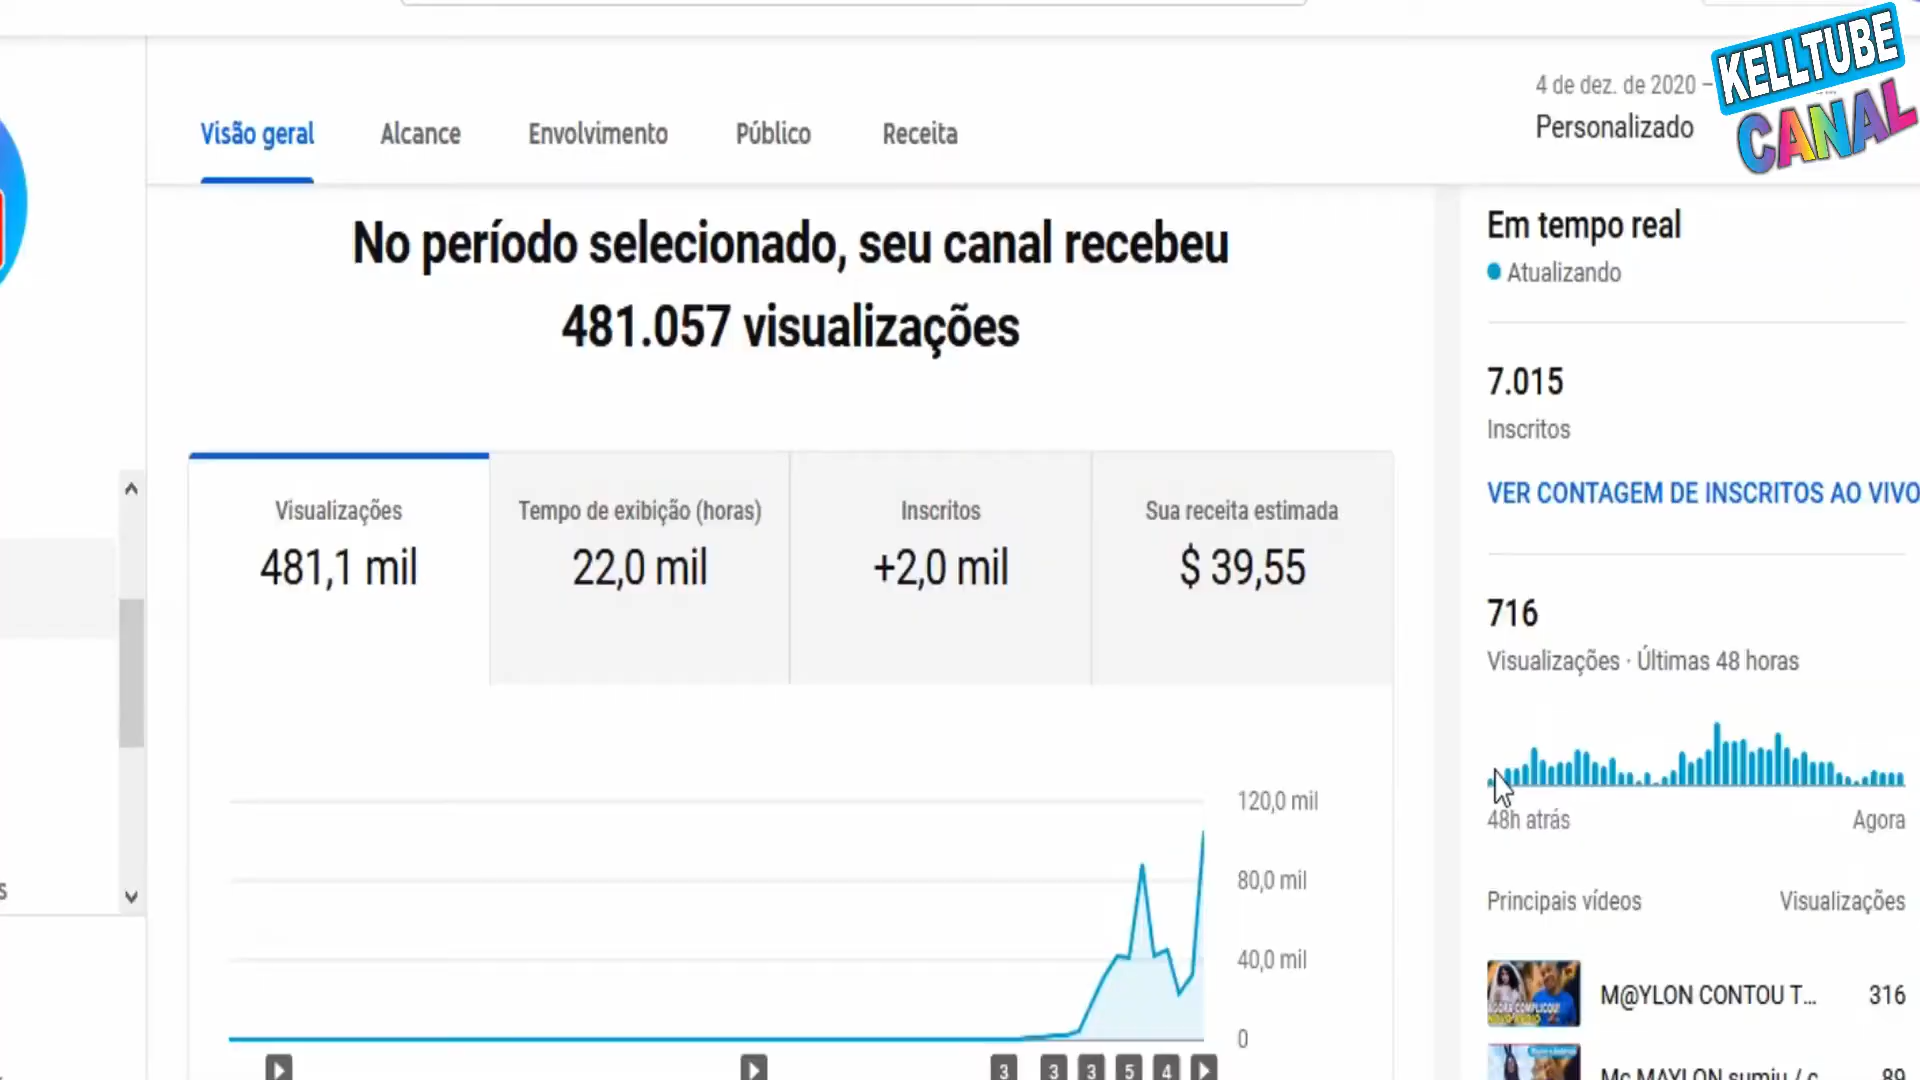 KELLTUBE
CANAL
4 de dez. de 2020 –
Personalizado
Visão geral
Alcance
Envolvimento
Público
Receita
No período selecionado, seu canal recebeu
481.057 visualizações
Visualizações
481,1 mil
Tempo de exibição (horas)
22,0 mil
Inscritos
+2,0 mil
Sua receita estimada
$ 39,55
120,0 mil
80,0 mil
40,0 mil
0
3
3
3
5
4
Em tempo real
Atualizando
7.015
Inscritos
VER CONTAGEM DE INSCRITOS AO VIVO
716
Visualizações · Últimas 48 horas
48h atrás
Agora
Principais vídeos
Visualizações
M@YLON CONTOU T...
316
Mc MAYLON sumiu / c
89